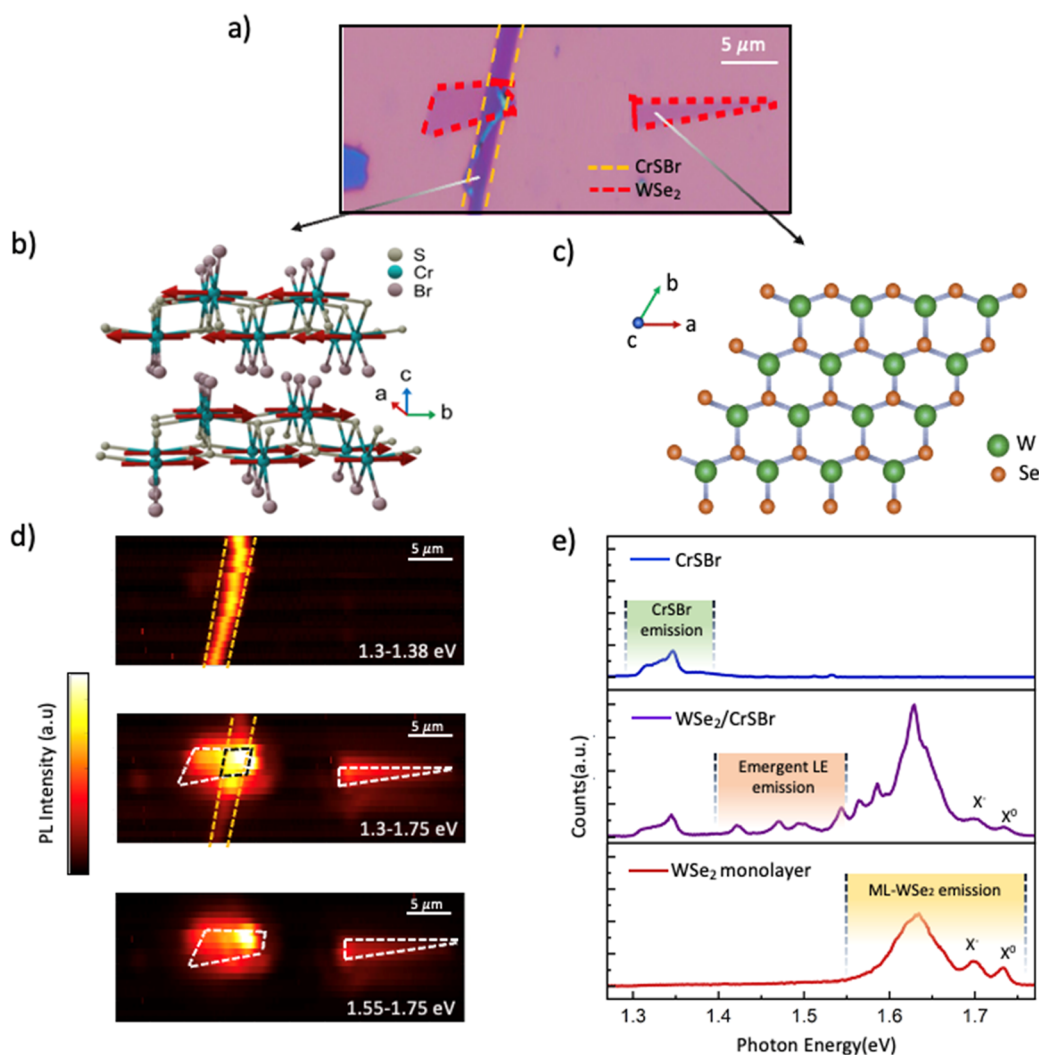 a)
5 μm
CrSBr
WSe₂
b)
S
Cr
Br
c
a
b
c)
b
a
c
W
Se
d)
5 μm
1.3-1.38 eV
PL Intensity (a.u)
5 μm
1.3-1.75 eV
5 μm
1.55-1.75 eV
e)
CrSBr
CrSBr
emission
WSe₂/CrSBr
Emergent LE
emission
X⁻
X⁰
WSe₂ monolayer
ML-WSe₂ emission
X⁻
X⁰
Counts(a.u.)
1.3 1.4 1.5 1.6 1.7
Photon Energy(eV)